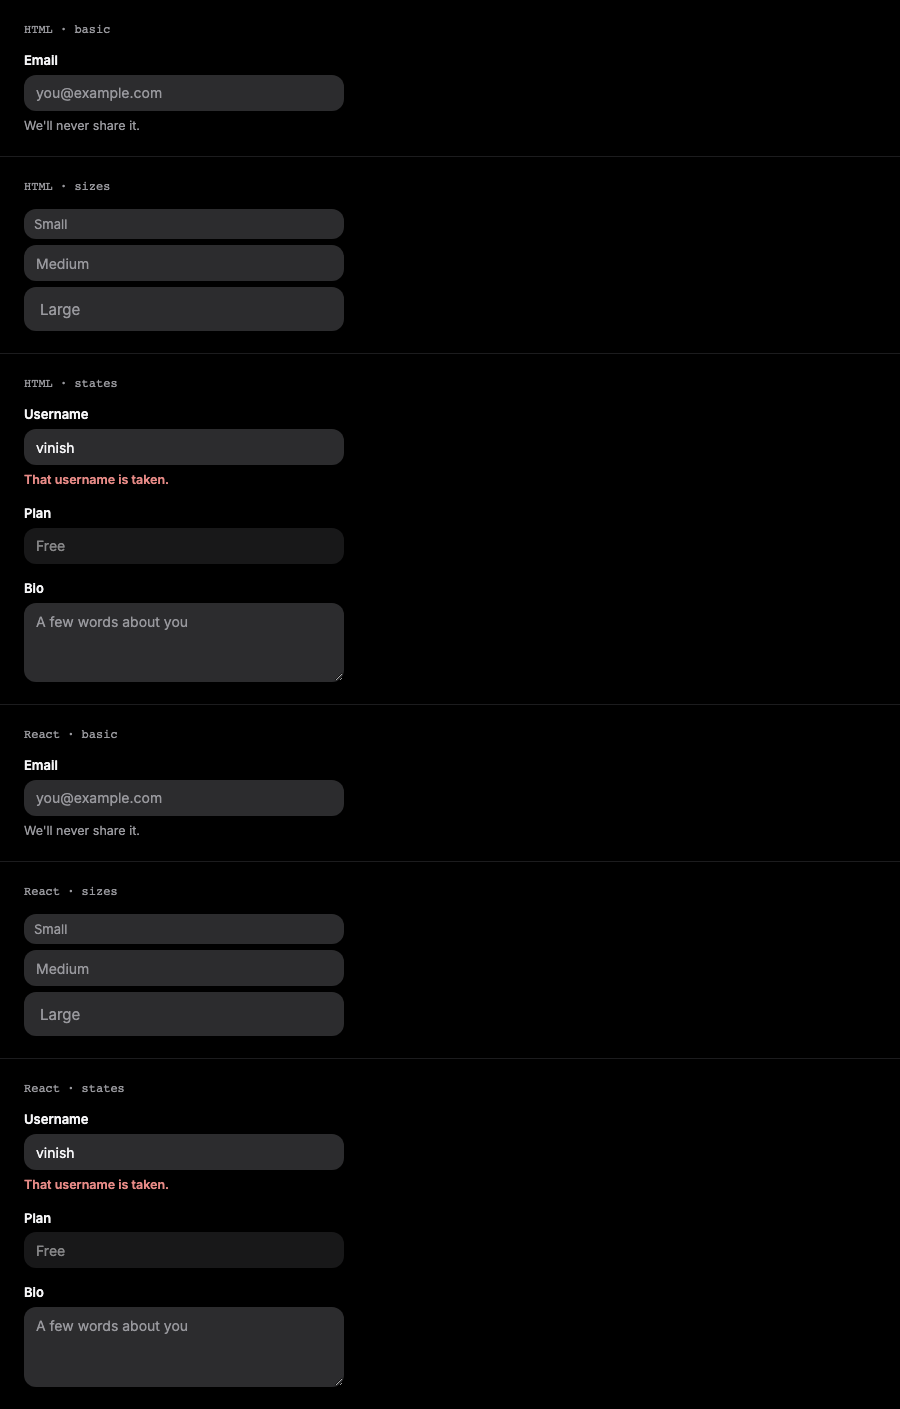 HTML · basic
Email
you@example.com
We'll never share it.
HTML · sizes
Small
Medium
Large
HTML · states
Username
vinish
That username is taken.
Plan
Free
Bio
A few words about you
React · basic
Email
you@example.com
We'll never share it.
React · sizes
Small
Medium
Large
React · states
Username
vinish
That username is taken.
Plan
Free
Bio
A few words about you